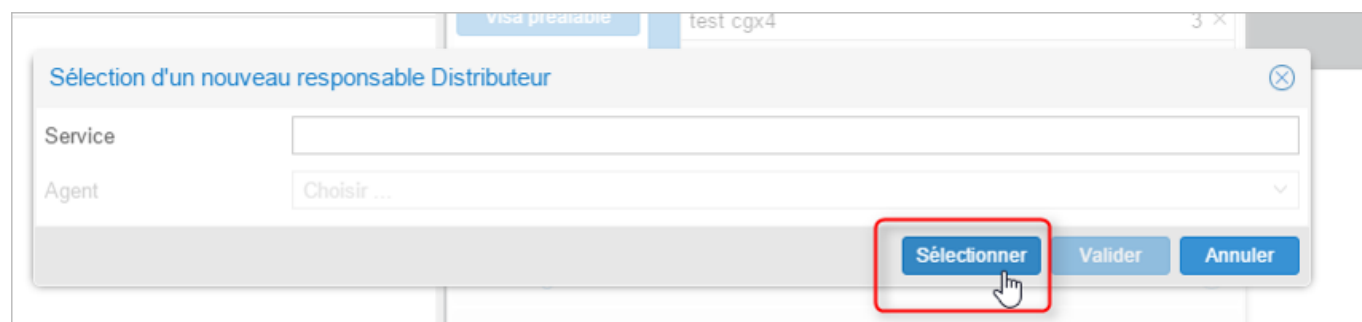 Visa préalable
test cgx4 3
Sélection d'un nouveau responsable Distributeur
Service
Agent Choisir ...
Sélectionner Valider Annuler